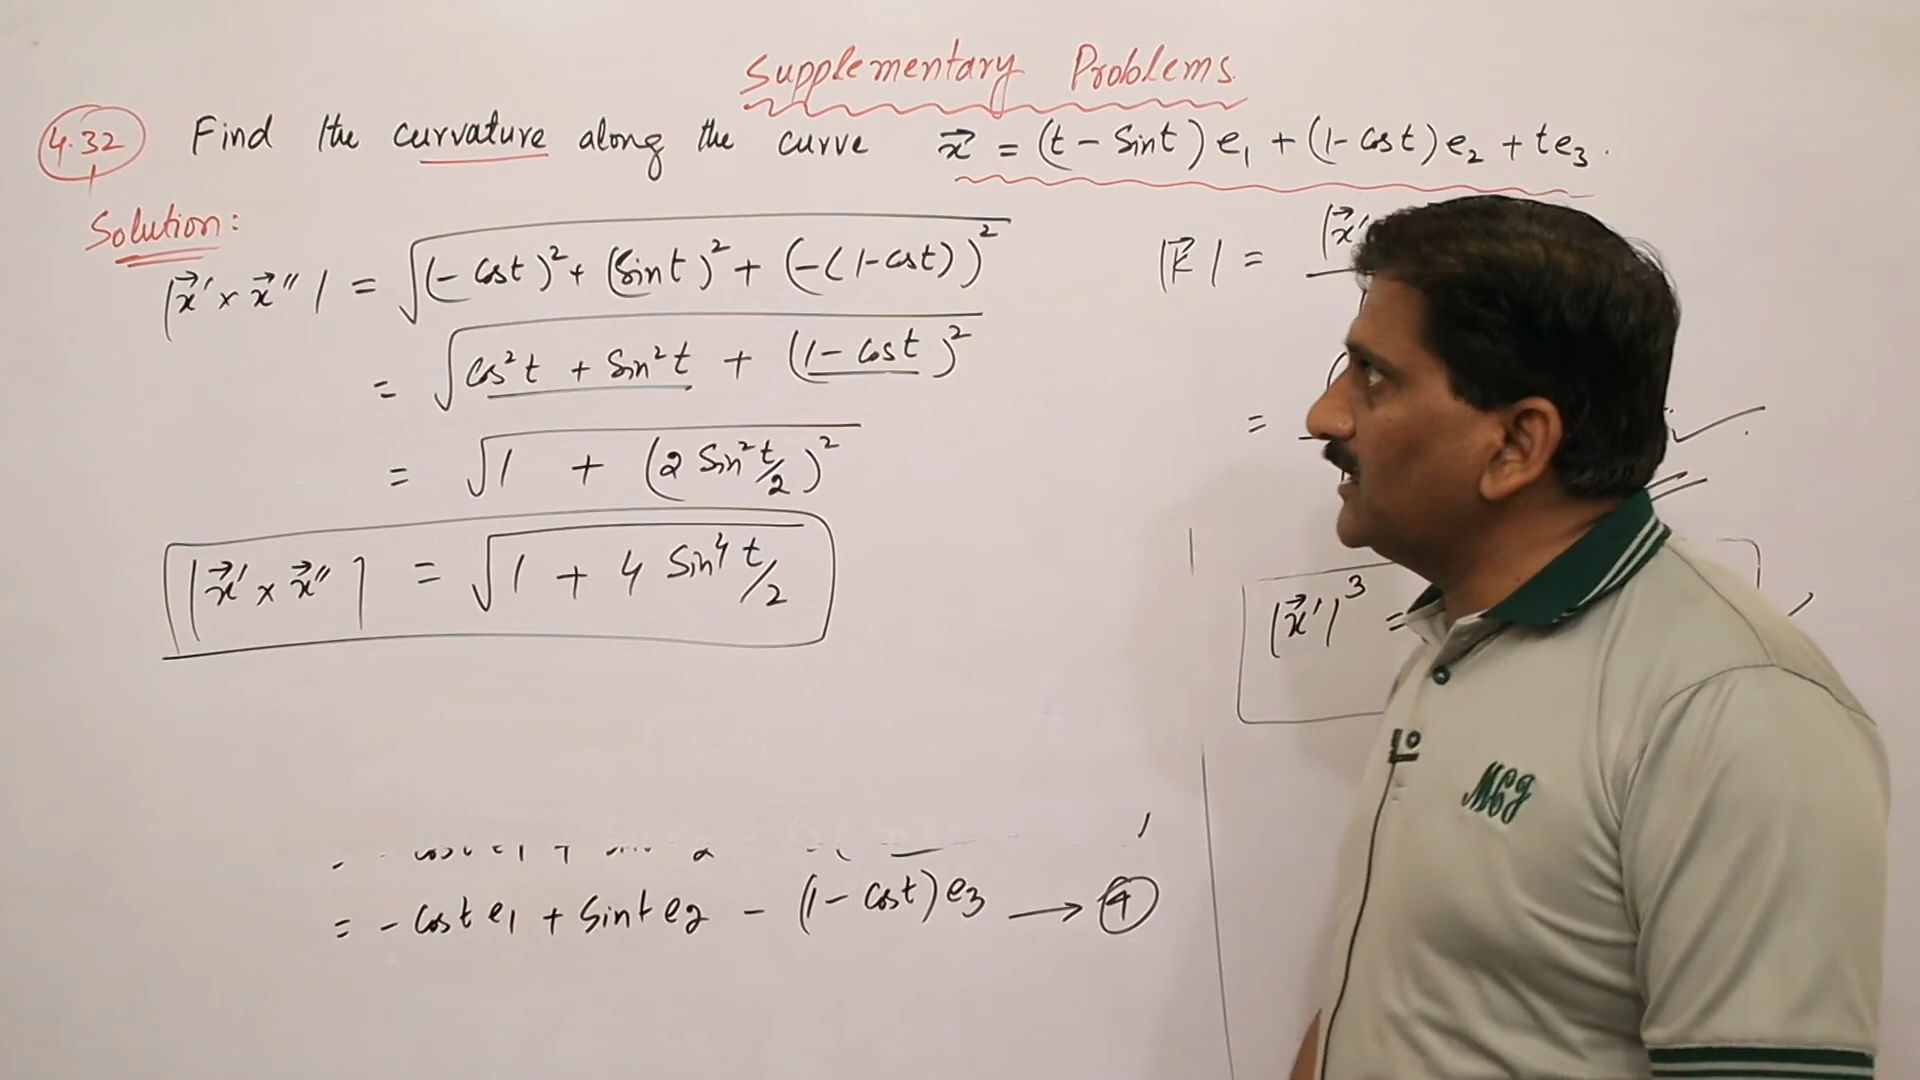 Supplementary Problems
4.32 Find the curvature along the curve x⃗ = (t - Sint) e₁ + (1 - Cost) e₂ + t e₃ .
Solution:
|x⃗' × x⃗''| = √((-Cost)² + (Sint)² + (-(1-Cost))²)
|k⃗| = |x⃗'
= √(Cos²t + Sin²t + (1 - Cost)²)
= √(1 + (2 Sin² t/2)²)
=
|x⃗' × x⃗''| = √(1 + 4 Sin⁴ t/2)
|x⃗'|³ =
MCJ
= - Cost e₁ + Sint e₂ - (1 - Cost) e₃ → ④